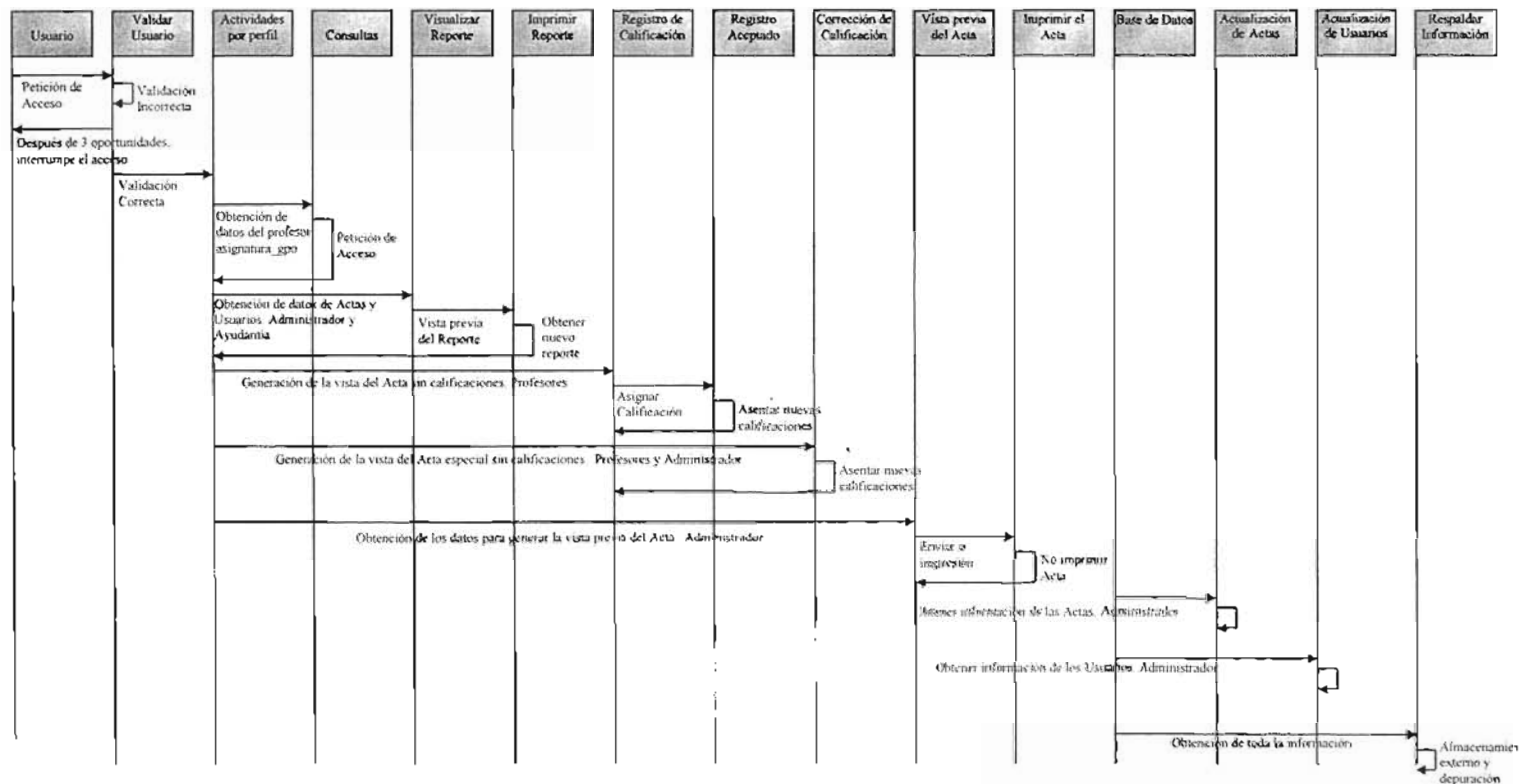 Usuario
Validar
Usuario
Actividades
por perfil
Consultas
Visualizar
Reporte
Imprimir
Reporte
Registro de
Calificación
Registro
Aceptado
Corrección de
Calificación
Vista previa
del Acta
Imprimir el
Acta
Base de Datos
Actualización
de Actas
Actualización
de Usuarios
Respaldar
Información
Petición de
Acceso
Validación
Incorrecta
Después de 3 oportunidades,
interrumpe el acceso
Validación
Correcta
Obtención de
datos del profesor
asignatura_gpo
Petición de
Acceso
Obtención de datos de Actas y
Usuarios. Administrador y
Ayudantía
Vista previa
del Reporte
Obtener
nuevo
reporte
Generación de la vista del Acta sin calificaciones. Profesores
Asignar
Calificación
Asentar nuevas
calificaciones
Generación de la vista del Acta especial sin calificaciones. Profesores y Administrador
Asentar nuevas
calificaciones
Obtención de los datos para generar la vista previa del Acta. Administrador
Enviar a
impresión
No imprimir
Acta
información de las Actas. Administrador
Obtener información de los Usuarios. Administrador
Obtención de toda la información
Almacenamie
externo y
depuración